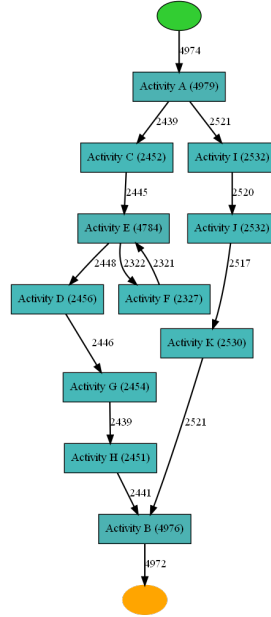 4974
Activity A (4979)
2439
2521
Activity C (2452)
Activity I (2532)
2445
2520
Activity E (4784)
Activity J (2532)
2448
2322
2321
2517
Activity D (2456)
Activity F (2327)
2446
Activity K (2530)
Activity G (2454)
2439
2521
Activity H (2451)
2441
Activity B (4976)
4972